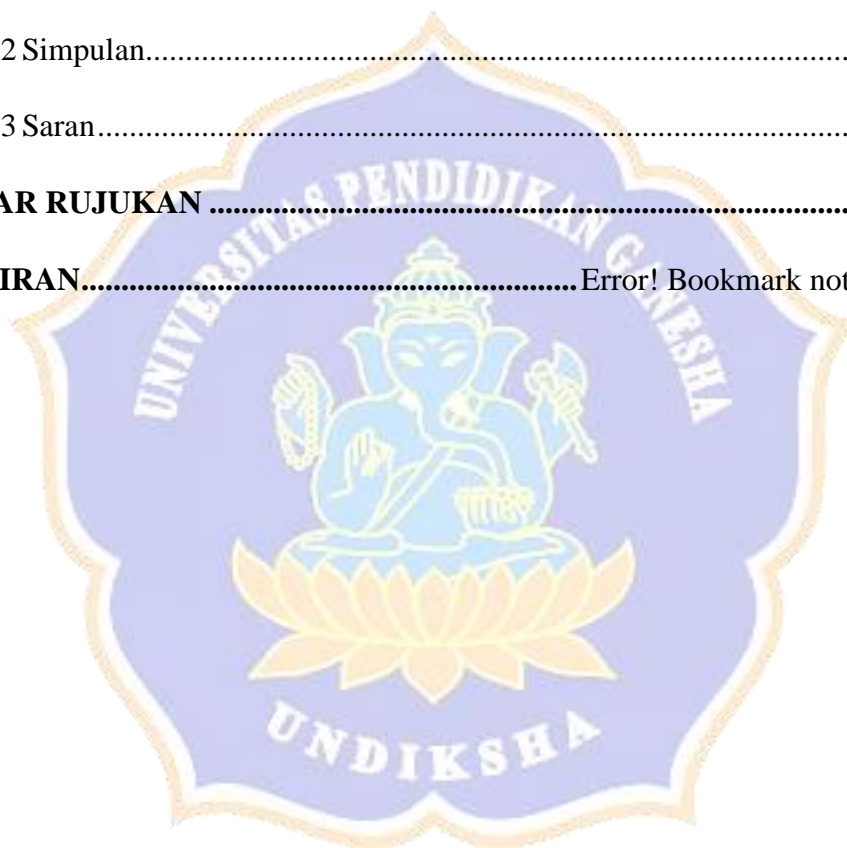 2 Simpulan........................................................................................
3 Saran..............................................................................................
AR RUJUKAN ................................................................................
IRAN.............................................................. Error! Bookmark not
UNIVERSITAS PENDIDIKAN GANESHA
UNDIKSHA